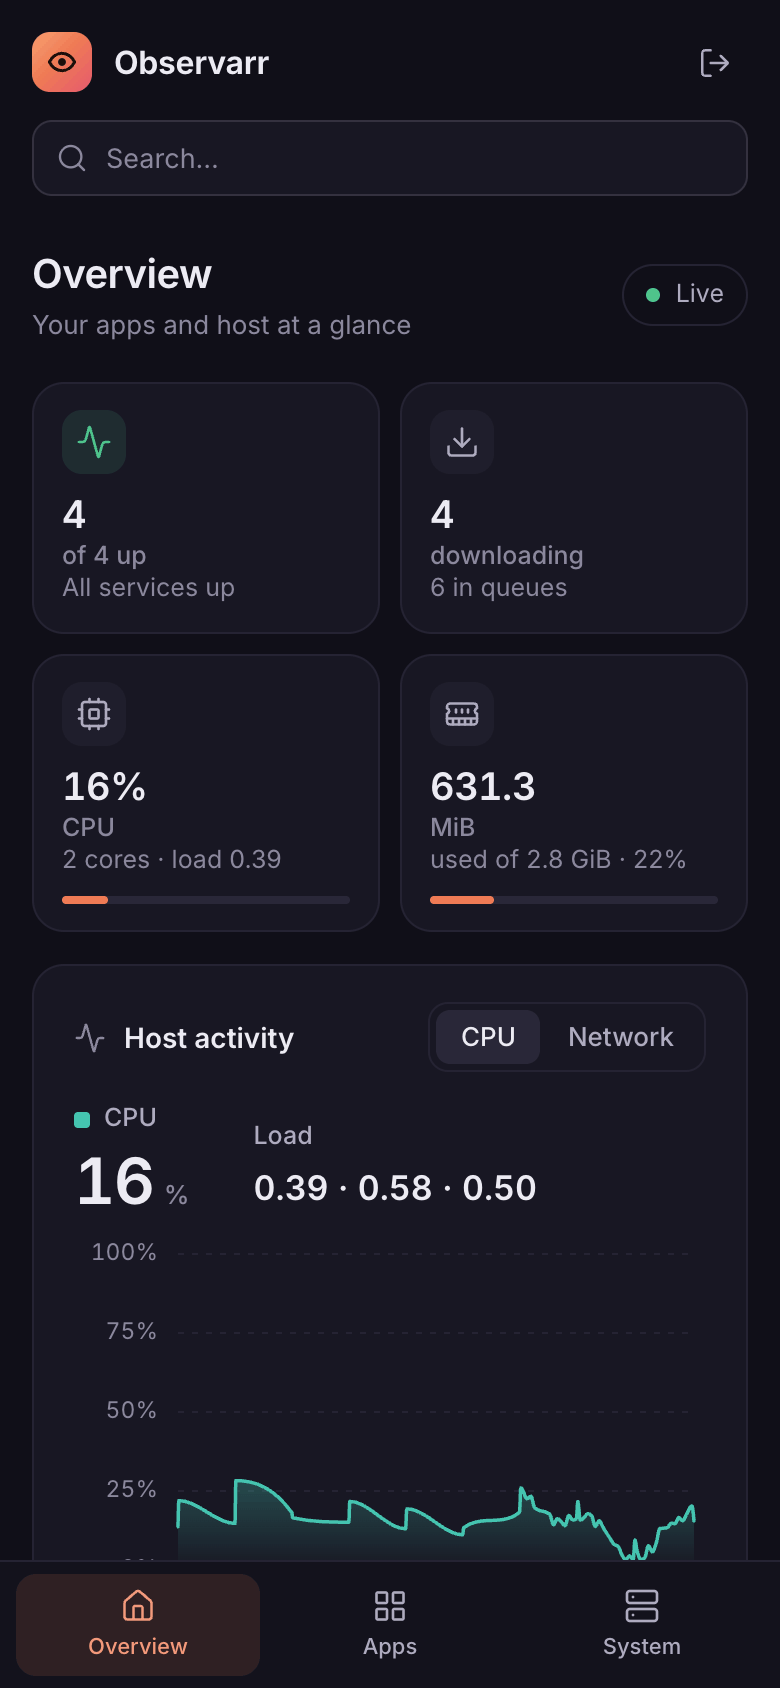 Observarr
Search...
Overview
Your apps and host at a glance
Live
4
of 4 up
All services up
4
downloading
6 in queues
16%
CPU
2 cores · load 0.39
631.3
MiB
used of 2.8 GiB · 22%
Host activity
CPU
Network
CPU
16 %
Load
0.39 · 0.58 · 0.50
100%
75%
50%
25%
Overview
Apps
System